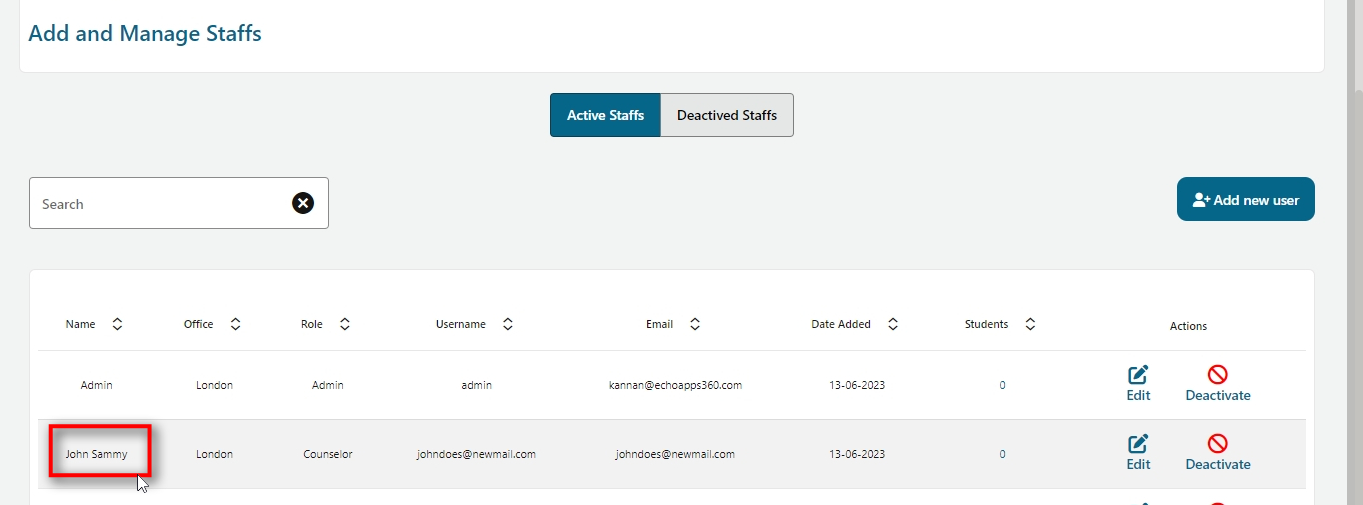 Add and Manage Staffs
Active Staffs Deactived Staffs
Search Add new user
Name Office Role Username Email Date Added Students Actions
Admin London Admin admin kannan@echoapps360.com 13-06-2023 0 Edit Deactivate
John Sammy London Counselor johndoes@newmail.com johndoes@newmail.com 13-06-2023 0 Edit Deactivate